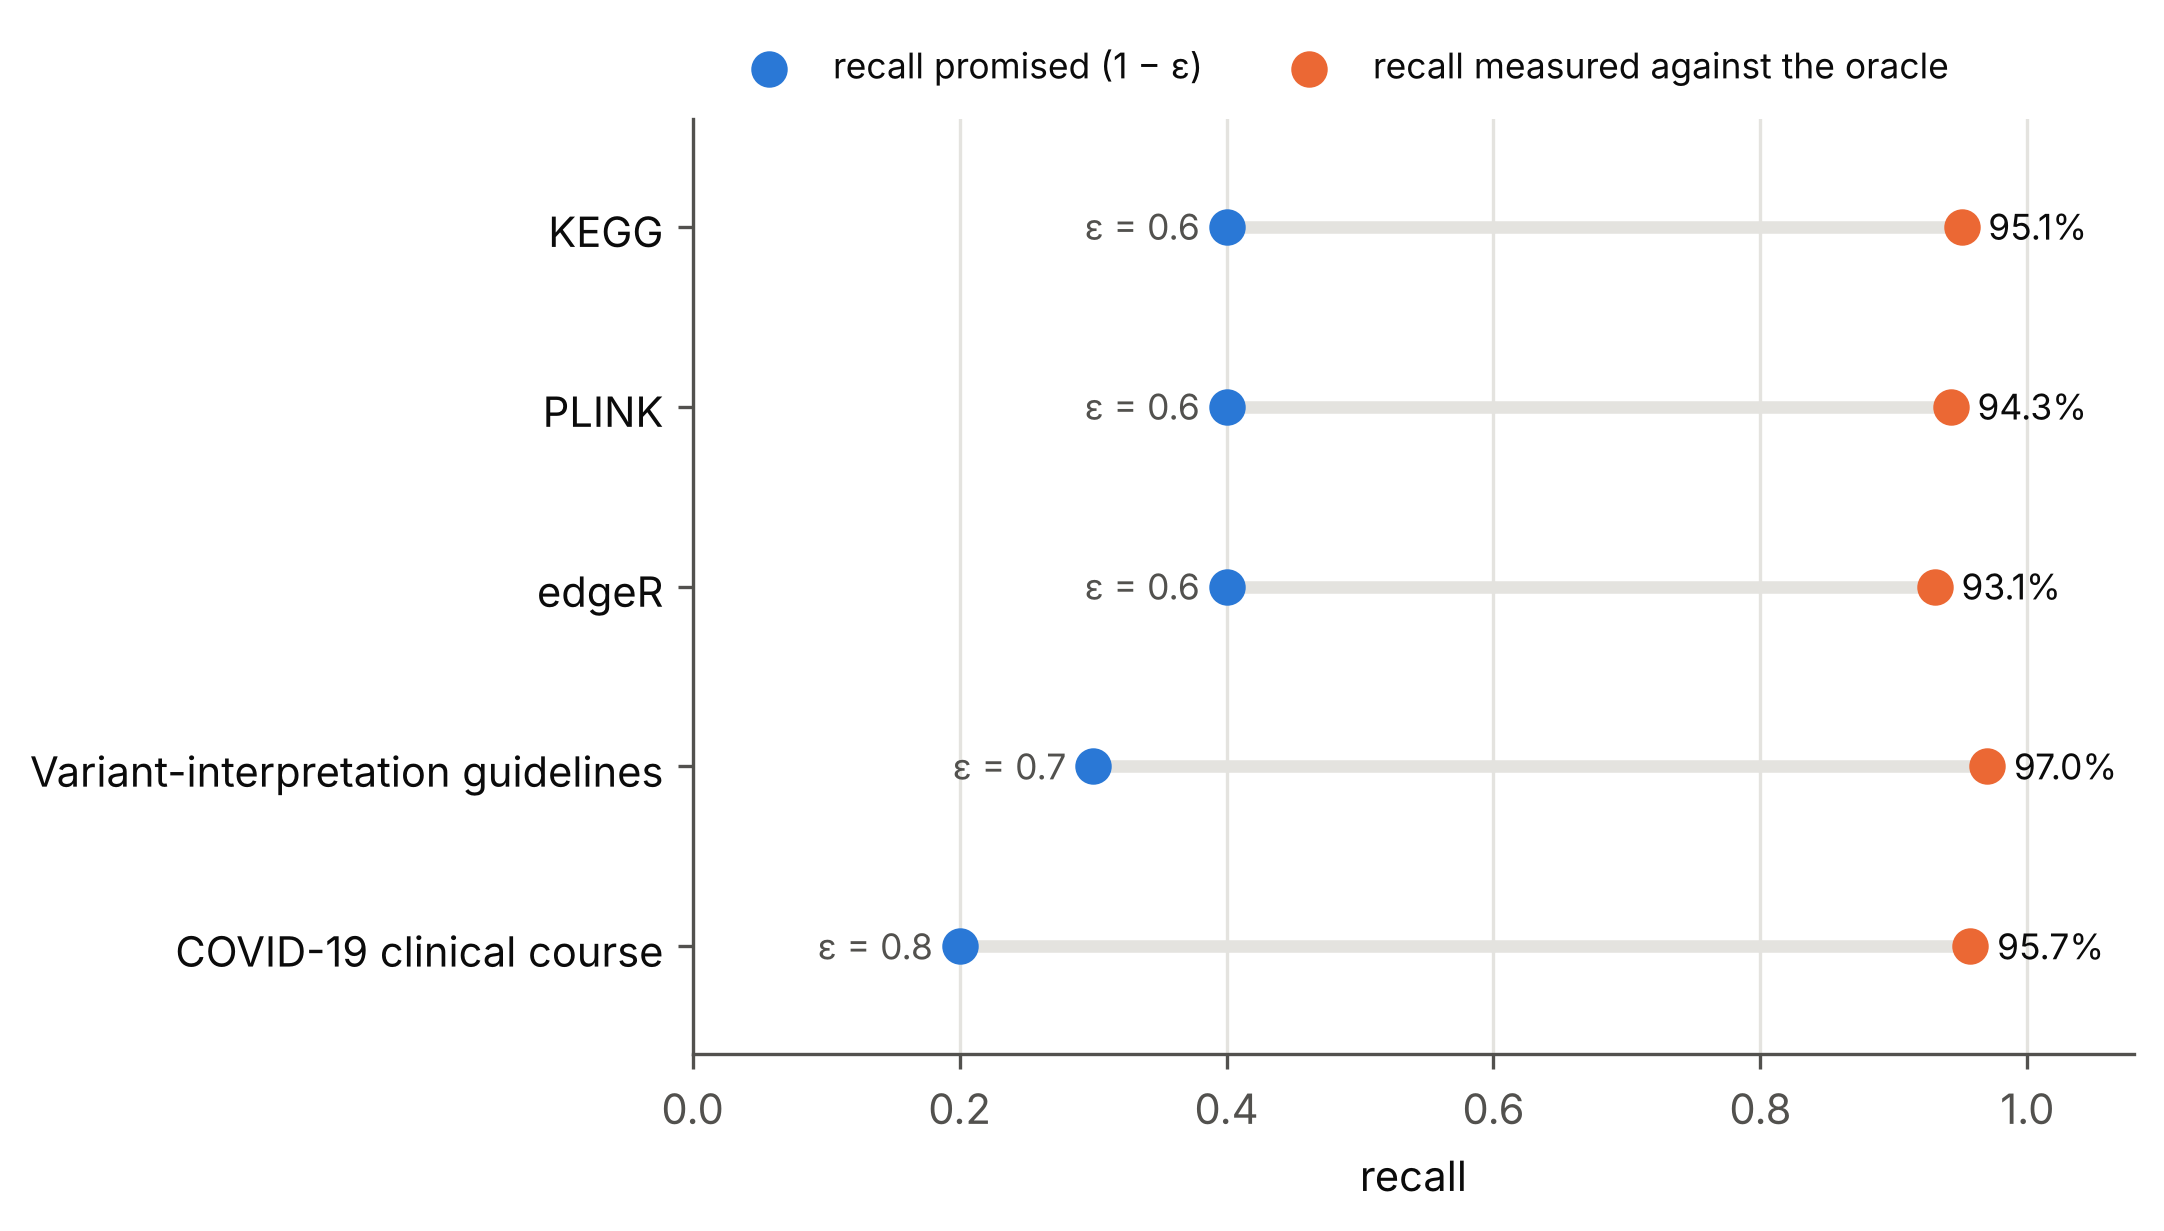 recall promised (1 − ε) recall measured against the oracle
KEGG ε = 0.6 95.1%
PLINK ε = 0.6 94.3%
edgeR ε = 0.6 93.1%
Variant-interpretation guidelines ε = 0.7 97.0%
COVID-19 clinical course ε = 0.8 95.7%
0.0 0.2 0.4 0.6 0.8 1.0
recall